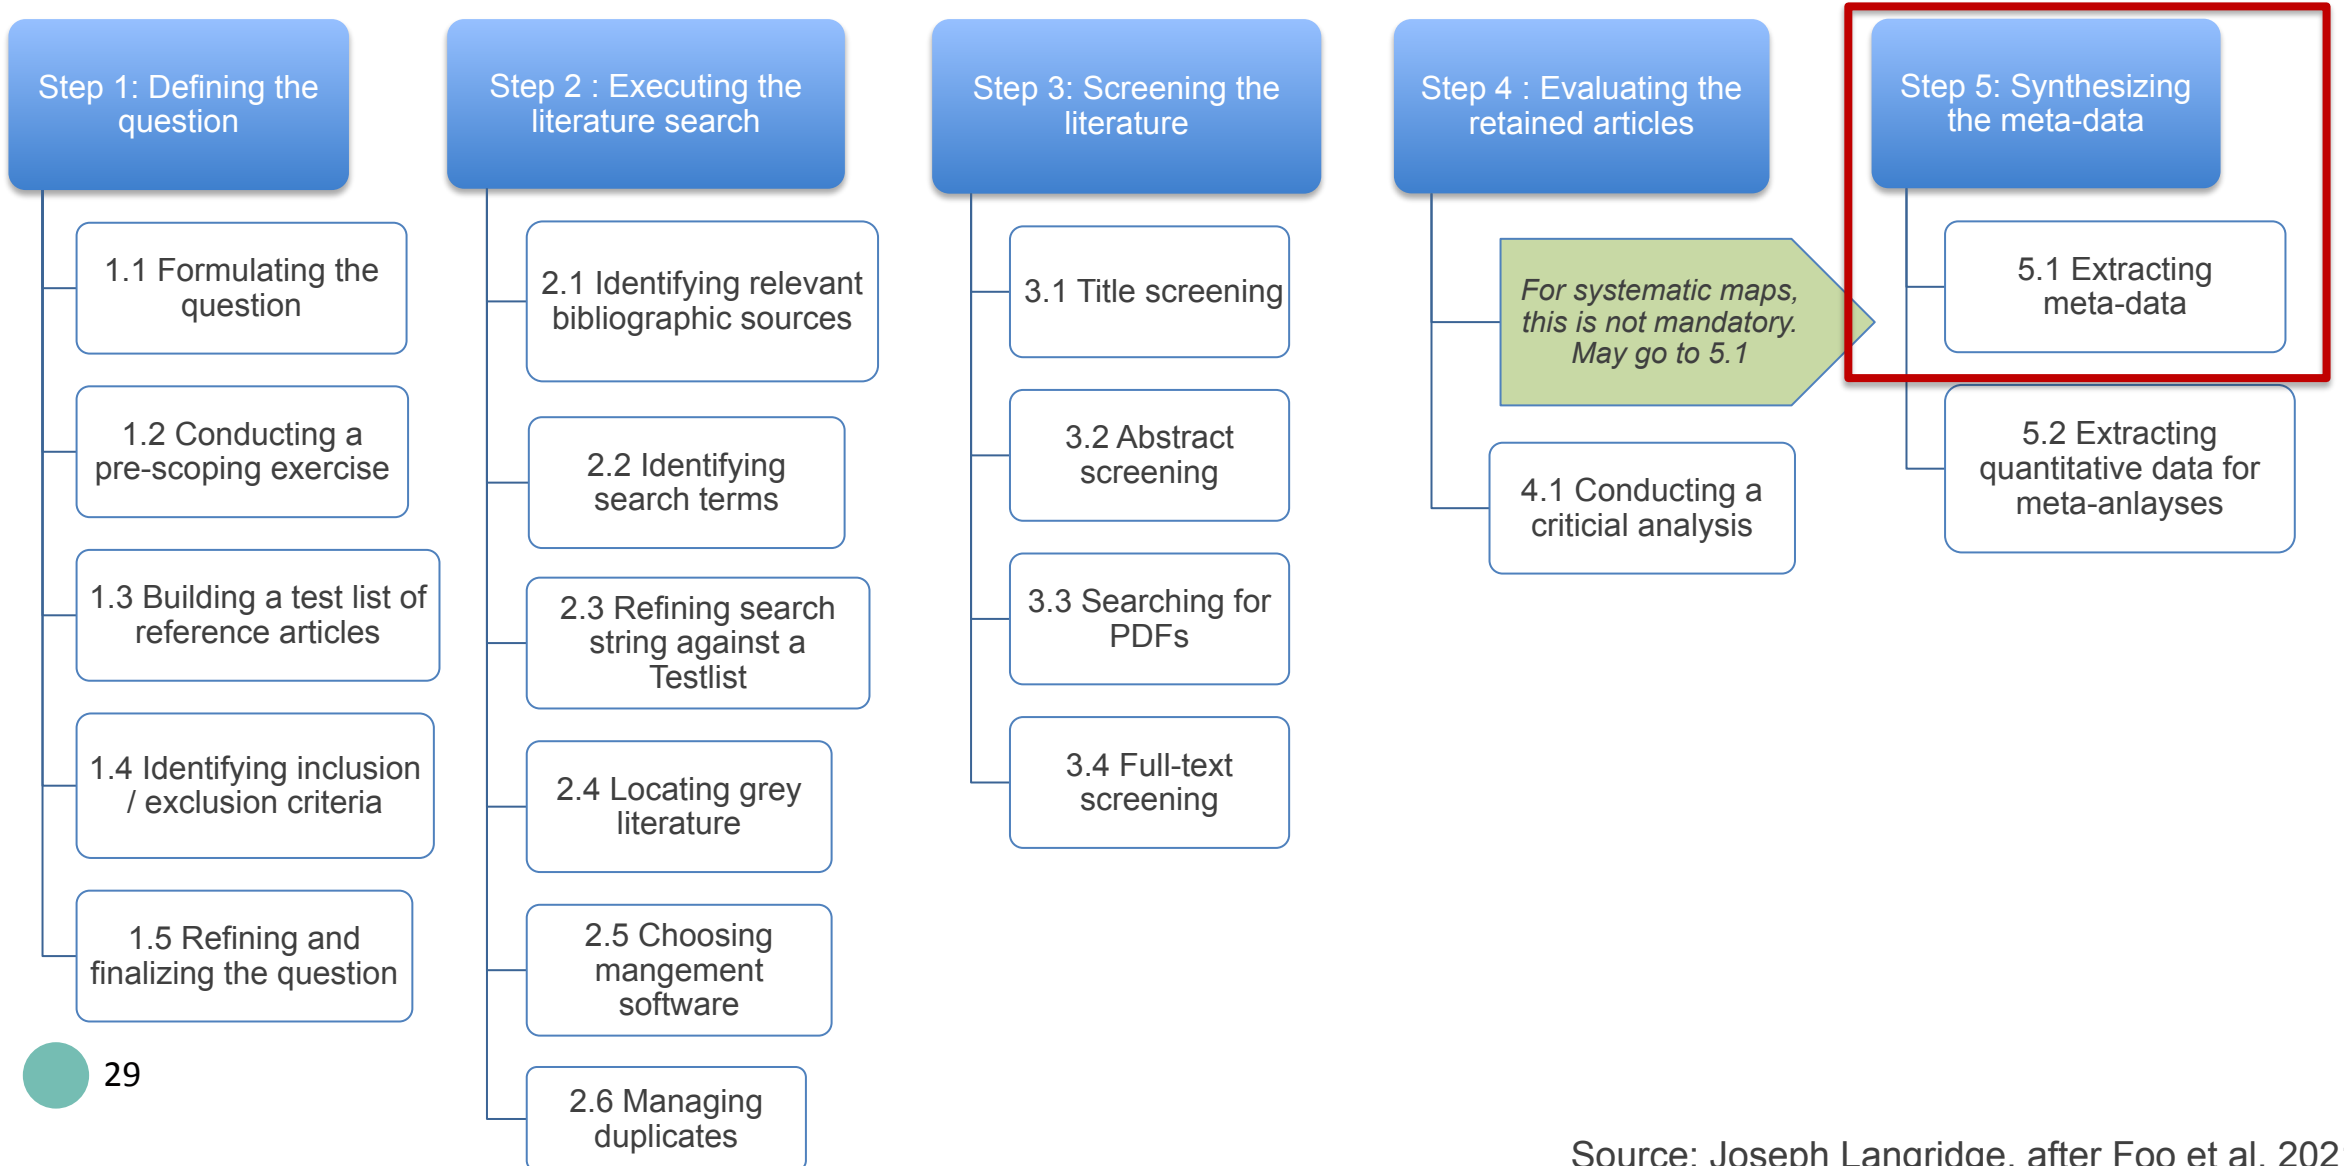 Step 1: Defining the
question
1.1 Formulating the
question
1.2 Conducting a
pre-scoping exercise
1.3 Building a test list of
reference articles
1.4 Identifying inclusion
/ exclusion criteria
1.5 Refining and
finalizing the question
Step 2 : Executing the
literature search
2.1 Identifying relevant
bibliographic sources
2.2 Identifying
search terms
2.3 Refining search
string against a
Testlist
2.4 Locating grey
literature
2.5 Choosing
mangement
software
2.6 Managing
duplicates
Step 3: Screening the
literature
3.1 Title screening
3.2 Abstract
screening
3.3 Searching for
PDFs
3.4 Full-text
screening
Step 4 : Evaluating the
retained articles
For systematic maps,
this is not mandatory.
May go to 5.1
4.1 Conducting a
criticial analysis
Step 5: Synthesizing
the meta-data
5.1 Extracting
meta-data
5.2 Extracting
quantitative data for
meta-anlayses
29
Source: Joseph Langridge, after Foo et al. 202